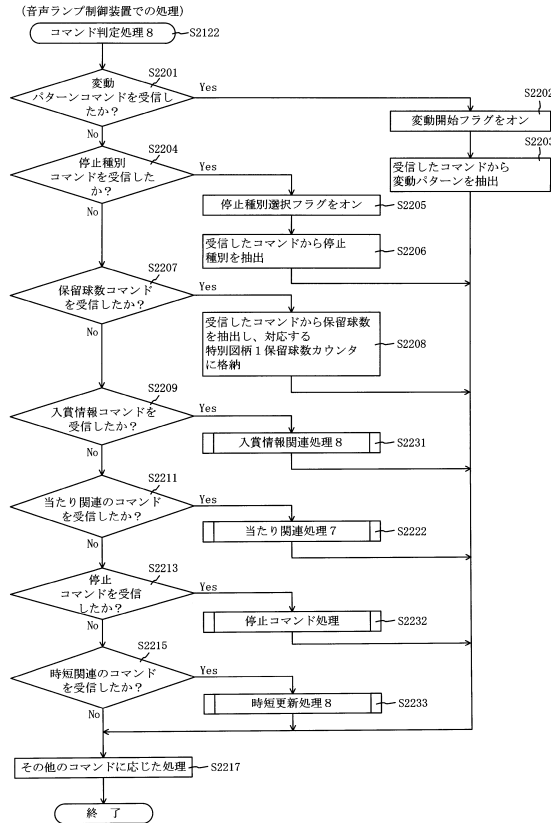 (音声ランプ制御装置での処理)
コマンド判定処理8
S2122
S2201
変動
パターンコマンドを受信し
たか?
Yes
No
S2202
変動開始フラグをオン
S2203
受信したコマンドから
変動パターンを抽出
S2204
停止種別
コマンドを受信した
か?
Yes
No
停止種別選択フラグをオン
S2205
受信したコマンドから停止
種別を抽出
S2206
S2207
保留球数コマンド
を受信したか?
Yes
No
受信したコマンドから保留球数
を抽出し、対応する
特別図柄1保留球数カウンタ
に格納
S2208
S2209
入賞情報コマンドを
受信したか?
Yes
No
入賞情報関連処理8
S2231
S2211
当たり関連のコマンド
を受信したか?
Yes
No
当たり関連処理7
S2222
S2213
停止
コマンドを受信
したか?
Yes
No
停止コマンド処理
S2232
S2215
時短関連のコマンド
を受信したか?
Yes
No
時短更新処理8
S2233
その他のコマンドに応じた処理
S2217
終 了